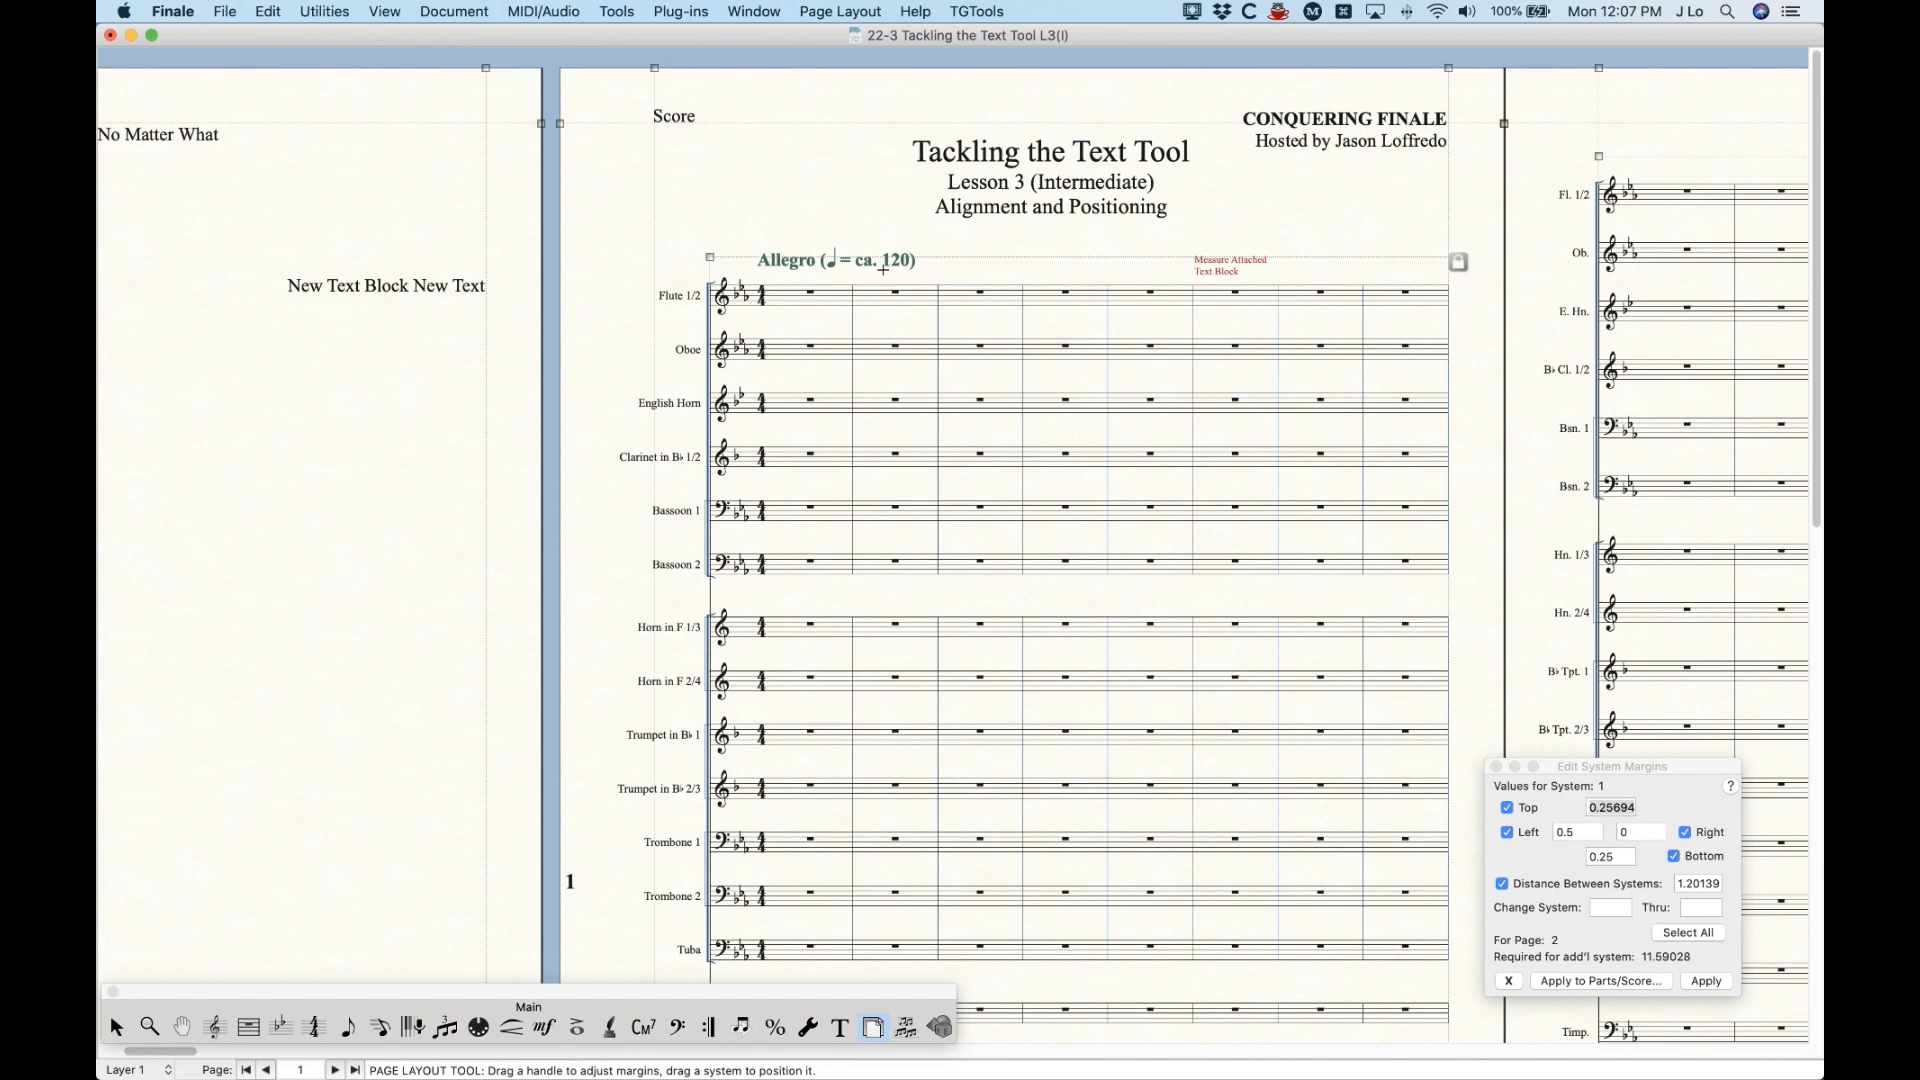 Finale File Edit Utilities View Document MIDI/Audio Tools Plug-ins Window Page Layout Help TGTools 100% Mon 12:07 PM J Lo
22-3 Tackling the Text Tool L3(I)
No Matter What
New Text Block New Text
Score
CONQUERING FINALE
Hosted by Jason Loffredo
Tackling the Text Tool
Lesson 3 (Intermediate)
Alignment and Positioning
Allegro (♩= ca. 120)
Measure Attached
Text Block
Flute 1/2
Oboe
English Horn
Clarinet in B♭ 1/2
Bassoon 1
Bassoon 2
Horn in F 1/3
Horn in F 2/4
Trumpet in B♭ 1
Trumpet in B♭ 2/3
Trombone 1
Trombone 2
Tuba
1
Fl. 1/2
Ob.
E. Hn.
B♭ Cl. 1/2
Bsn. 1
Bsn. 2
Hn. 1/3
Hn. 2/4
B♭ Tpt. 1
B♭ Tpt. 2/3
Timp.
Edit System Margins
Values for System: 1 ?
Top 0.25694
Left 0.5 0 Right
0.25 Bottom
Distance Between Systems: 1.20139
Change System: Thru:
Select All
For Page: 2
Required for add'l system: 11.59028
X Apply to Parts/Score... Apply
Main
mf CM7 % T
Layer 1 Page: 1 PAGE LAYOUT TOOL: Drag a handle to adjust margins, drag a system to position it.